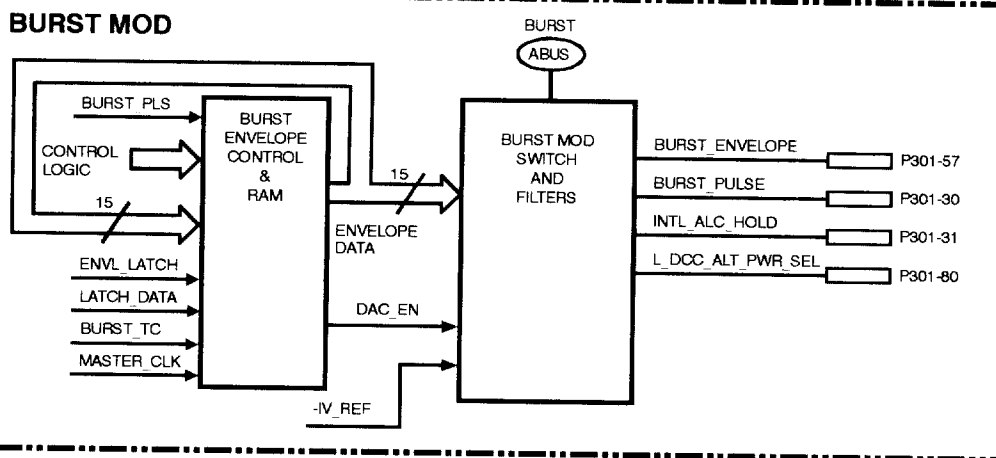 BURST MOD
BURST
ABUS
BURST_PLS
CONTROL
LOGIC
15
BURST
ENVELOPE
CONTROL
&
RAM
15
ENVELOPE
DATA
BURST MOD
SWITCH
AND
FILTERS
BURST_ENVELOPE
P301-57
BURST_PULSE
P301-30
INTL_ALC_HOLD
P301-31
L_DCC_ALT_PWR_SEL
P301-80
ENVL_LATCH
LATCH_DATA
BURST_TC
MASTER_CLK
DAC_EN
-IV_REF